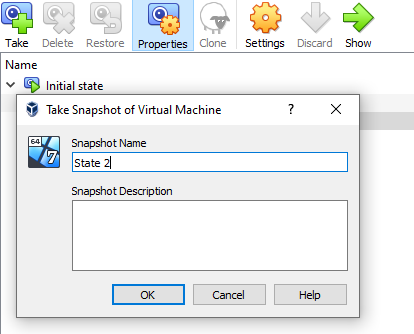 Take Delete Restore Properties Clone Settings Discard Show
Name
Initial state
Take Snapshot of Virtual Machine
?
64
7
Snapshot Name
State 2
Snapshot Description
OK Cancel Help